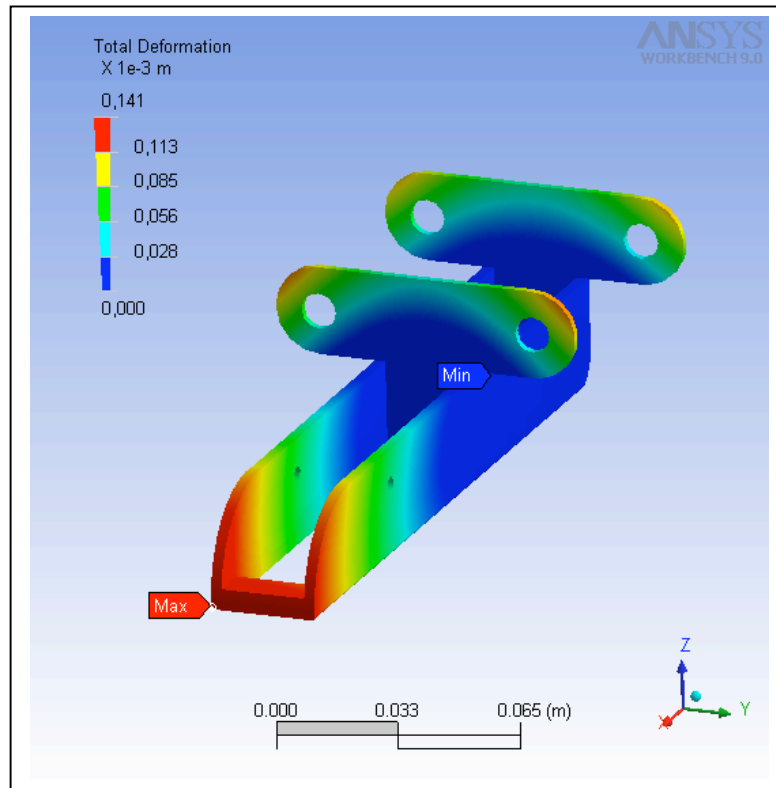 Total Deformation
X 1e-3 m
0,141
0,113
0,085
0,056
0,028
0,000
ANSYS
WORKBENCH 9.0
Min
Max
0.000 0.033 0.065 (m)
Z
Y
X